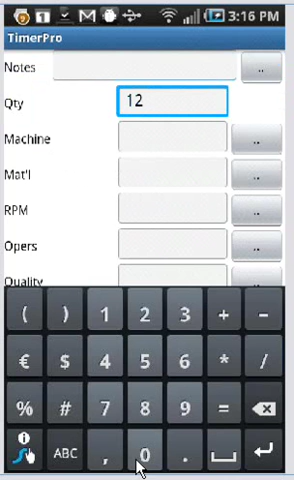 3:16 PM
TimerPro
Notes ..
Qty 12
Machine ..
Mat'l ..
RPM ..
Opers ..
Quality
( ) 1 2 3 + -
€ $ 4 5 6 * /
% # 7 8 9 =
ABC , 0 .